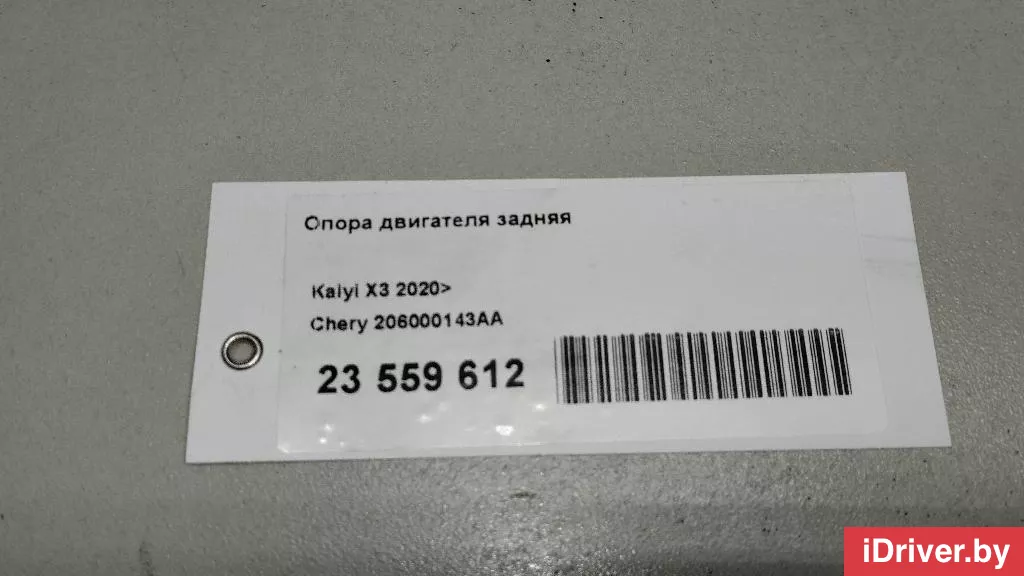 Опора двигателя задняя
Kaiyi X3 2020>
Chery 206000143AA
23 559 612
iDriver.by